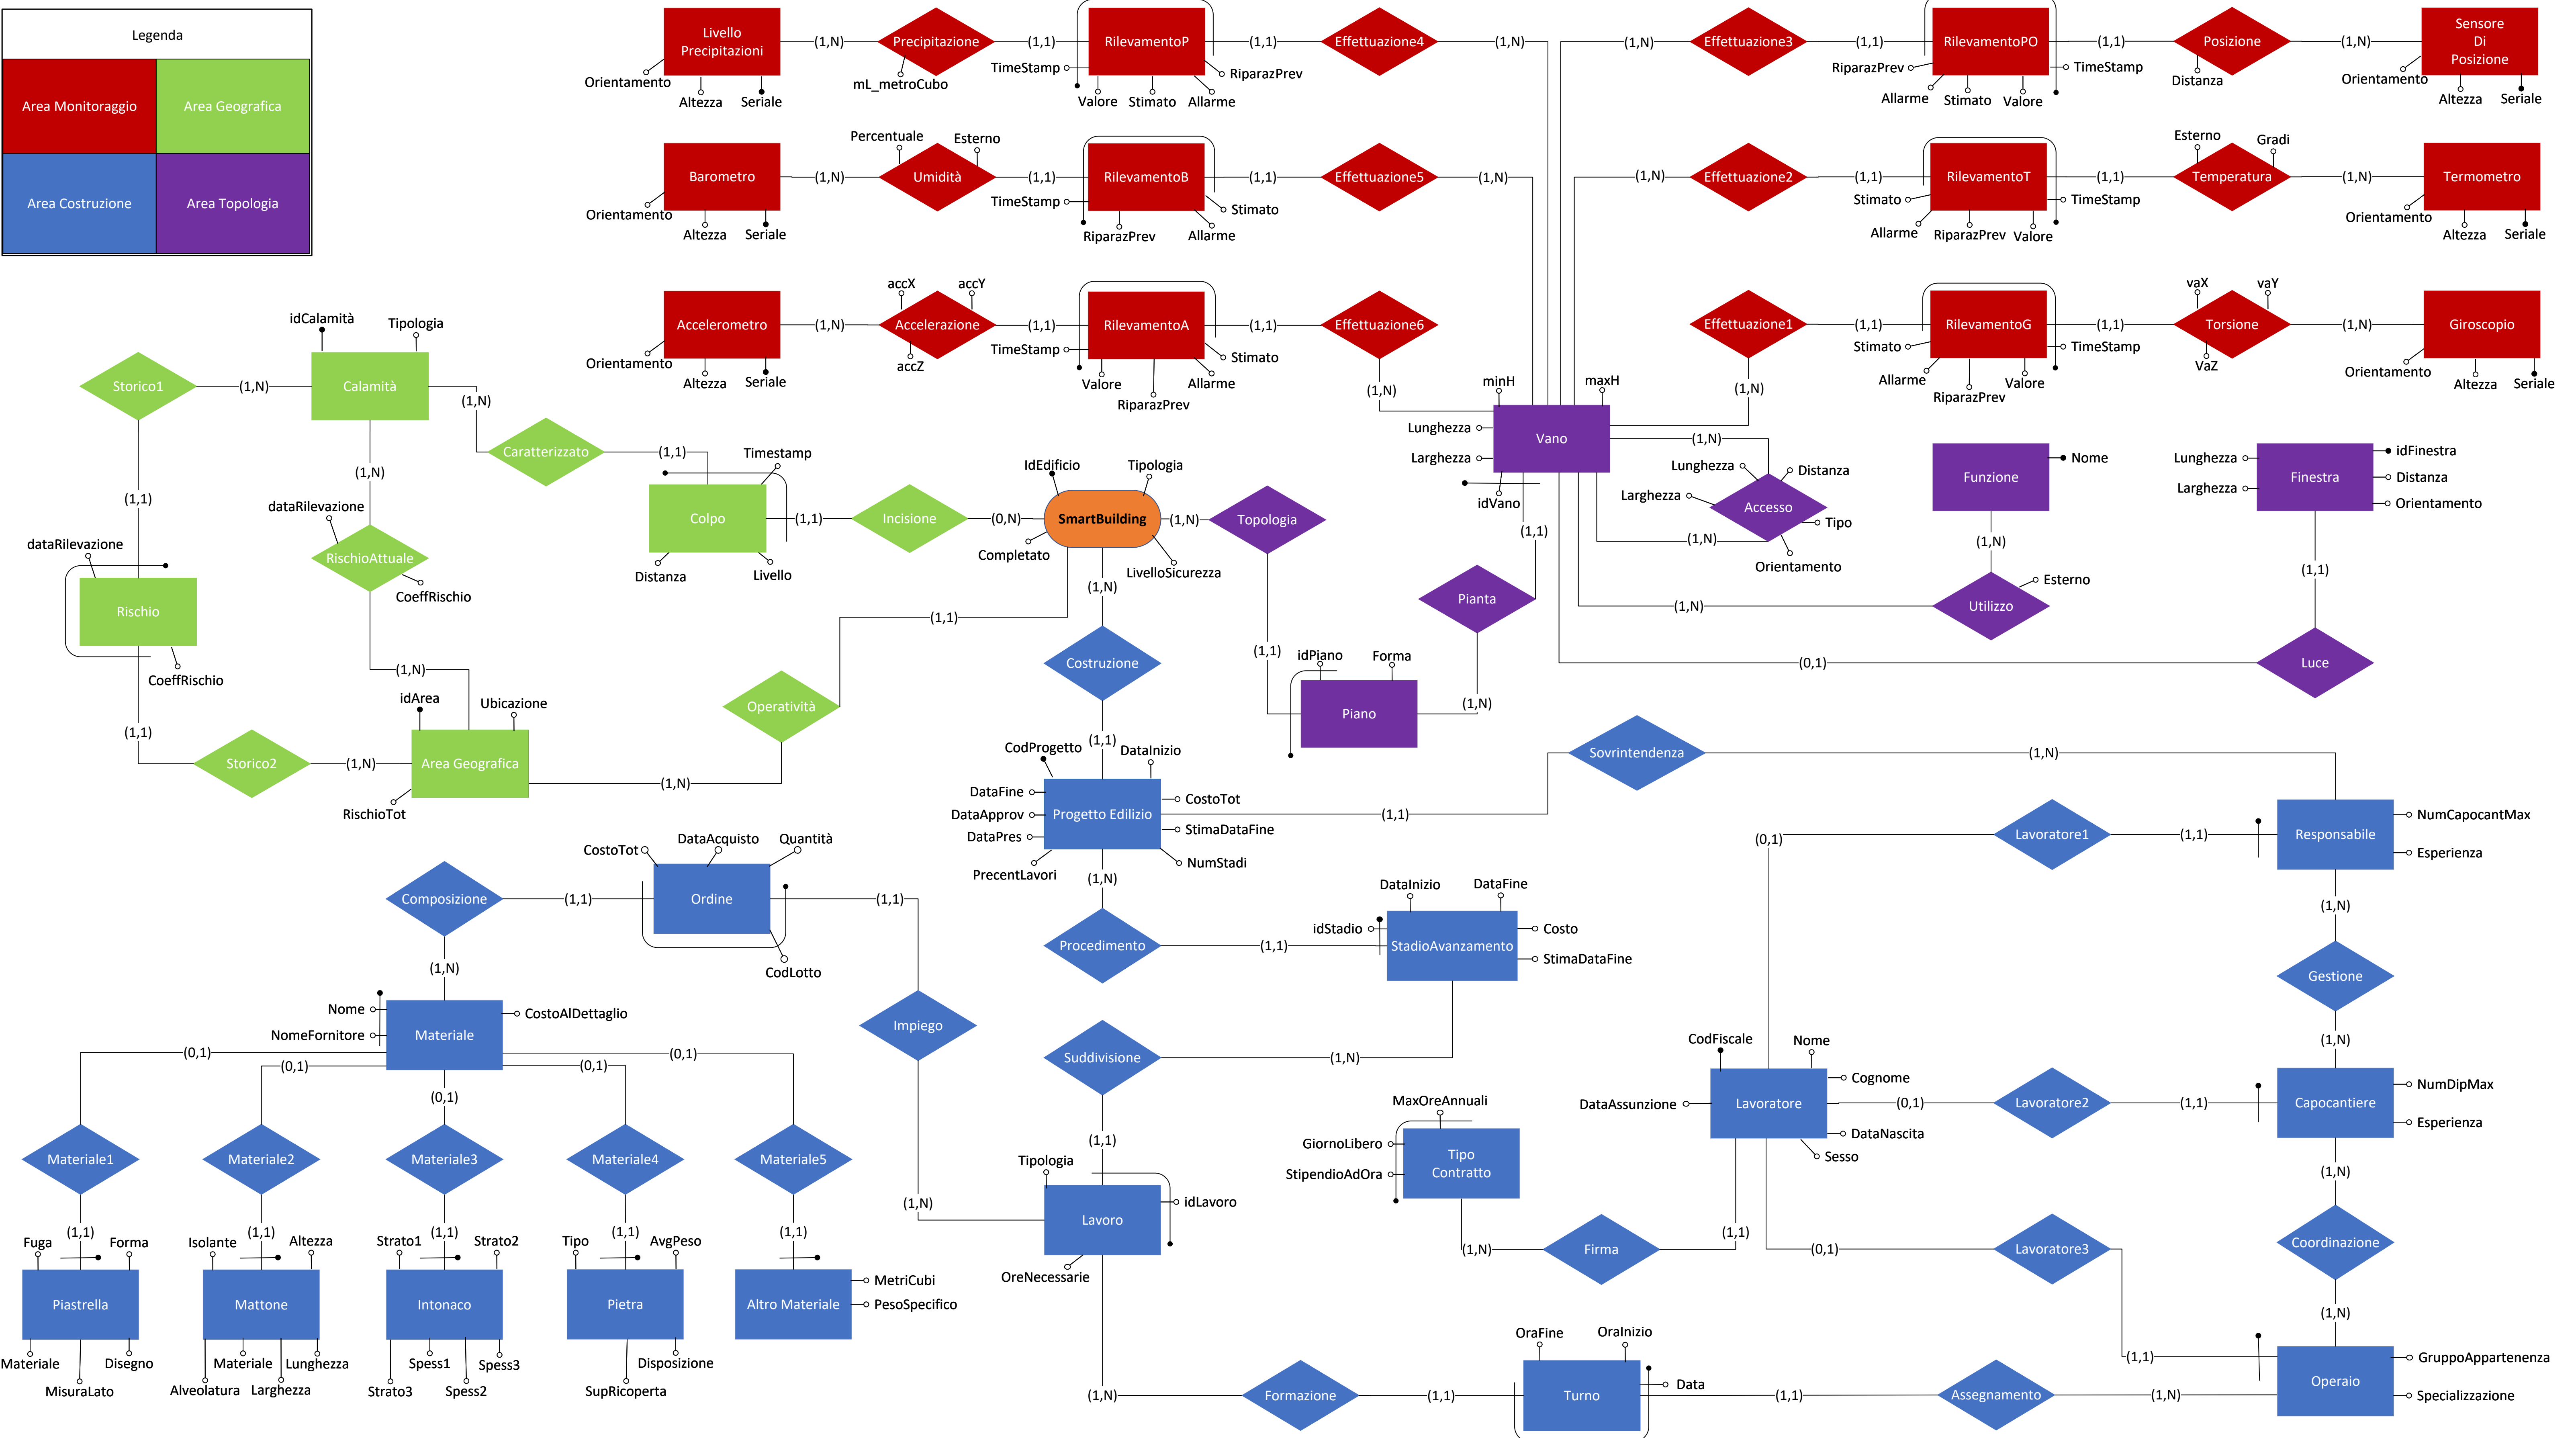 Legenda
Area Monitoraggio
Area Geografica
Area Costruzione
Area Topologia
Livello
Precipitazioni
Orientamento
Altezza
Seriale
(1,N)
Precipitazione
mL_metroCubo
(1,1)
RilevamentoP
TimeStamp
Valore
Stimato
Allarme
RiparazPrev
(1,1)
Effettuazione4
(1,N)
(1,N)
Effettuazione3
(1,1)
RilevamentoPO
RiparazPrev
Allarme
Stimato
Valore
TimeStamp
(1,1)
Posizione
Distanza
(1,N)
Sensore
Di
Posizione
Orientamento
Altezza
Seriale
Barometro
Orientamento
Altezza
Seriale
(1,N)
Percentuale
Esterno
Umidità
(1,1)
RilevamentoB
TimeStamp
RiparazPrev
Allarme
Stimato
(1,1)
Effettuazione5
(1,N)
(1,N)
Effettuazione2
(1,1)
RilevamentoT
Stimato
Allarme
RiparazPrev
Valore
TimeStamp
(1,1)
Esterno
Gradi
Temperatura
(1,N)
Termometro
Orientamento
Altezza
Seriale
Accelerometro
Orientamento
Altezza
Seriale
(1,N)
accX
accY
Accelerazione
accZ
(1,1)
RilevamentoA
TimeStamp
Valore
RiparazPrev
Allarme
Stimato
(1,1)
Effettuazione6
(1,N)
Effettuazione1
(1,N)
(1,1)
RilevamentoG
Stimato
Allarme
RiparazPrev
Valore
TimeStamp
(1,1)
vaX
vaY
Torsione
VaZ
(1,N)
Giroscopio
Orientamento
Altezza
Seriale
idCalamità
Tipologia
Storico1
(1,N)
Calamità
(1,N)
Caratterizzato
(1,1)
Timestamp
Colpo
Distanza
Livello
(1,1)
Incisione
(0,N)
IdEdificio
Tipologia
SmartBuilding
Completato
LivelloSicurezza
(1,N)
Topologia
minH
maxH
Lunghezza
Larghezza
Vano
idVano
(1,1)
(1,N)
Lunghezza
Distanza
Larghezza
Accesso
Tipo
Orientamento
(1,N)
Funzione
Nome
(1,N)
Esterno
Utilizzo
(1,N)
Lunghezza
Larghezza
Finestra
idFinestra
Distanza
Orientamento
(1,1)
Luce
(0,1)
(1,N)
(1,1)
dataRilevazione
RischioAttuale
CoeffRischio
(1,N)
dataRilevazione
Rischio
CoeffRischio
(1,1)
Storico2
(1,N)
idArea
Ubicazione
Area Geografica
RischioTot
(1,N)
Operatività
(1,1)
(1,N)
Costruzione
(1,1)
Pianta
(1,1)
idPiano
Forma
Piano
(1,N)
CodProgetto
DataInizio
DataFine
DataApprov
DataPres
PrecentLavori
Progetto Edilizio
CostoTot
StimaDataFine
NumStadi
(1,1)
Sovrintendenza
(1,N)
(1,N)
Procedimento
(1,1)
DataInizio
DataFine
idStadio
StadioAvanzamento
Costo
StimaDataFine
Suddivisione
(1,N)
(1,1)
Composizione
(1,1)
CostoTot
DataAcquisto
Quantità
Ordine
CodLotto
(1,1)
Impiego
(1,N)
(1,N)
Nome
NomeFornitore
Materiale
CostoAlDettaglio
(0,1)
(0,1)
(0,1)
(0,1)
(0,1)
Materiale1
Materiale2
Materiale3
Materiale4
Materiale5
(1,1)
(1,1)
(1,1)
(1,1)
(1,1)
Fuga
Forma
Piastrella
Materiale
MisuraLato
Disegno
Isolante
Altezza
Mattone
Alveolatura
Materiale
Larghezza
Lunghezza
Strato1
Strato2
Intonaco
Strato3
Spess1
Spess2
Spess3
Tipo
AvgPeso
Pietra
SupRicoperta
Disposizione
Altro Materiale
MetriCubi
PesoSpecifico
Tipologia
Lavoro
idLavoro
OreNecessarie
(1,N)
Formazione
(1,1)
OraFine
OraInizio
Turno
Data
(1,1)
Assegnamento
(1,N)
MaxOreAnnuali
GiornoLibero
StipendioAdOra
Tipo
Contratto
(1,N)
Firma
(1,1)
CodFiscale
Nome
Cognome
DataAssunzione
Lavoratore
DataNascita
Sesso
(0,1)
Lavoratore1
(1,1)
Responsabile
NumCapocantMax
Esperienza
(1,N)
Gestione
(1,N)
(0,1)
Lavoratore2
(1,1)
Capocantiere
NumDipMax
Esperienza
(1,N)
Coordinazione
(1,N)
(0,1)
Lavoratore3
(1,1)
Operaio
GruppoAppartenenza
Specializzazione